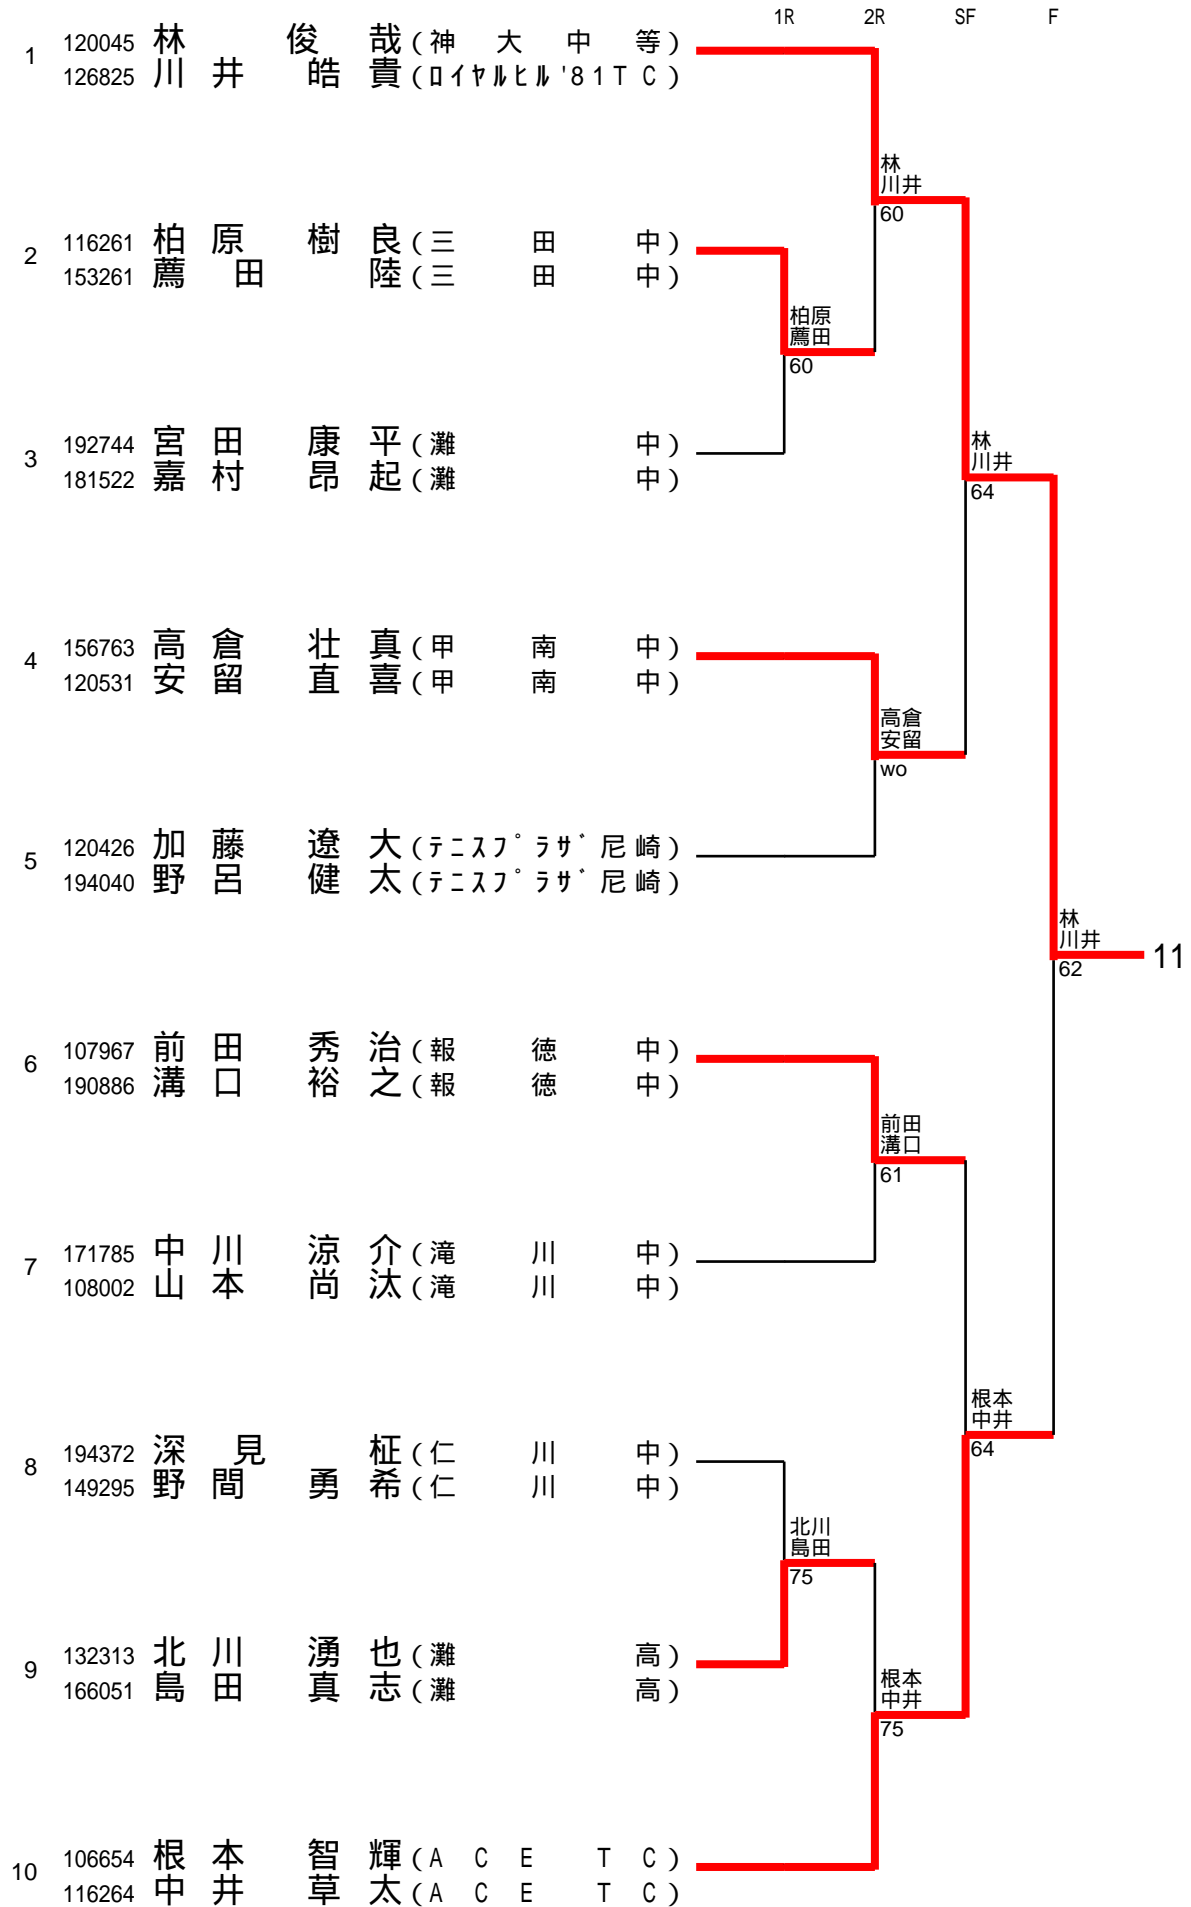 1R 2R SF F
1 120045 林 俊哉(神大中等)
126825 川井 皓貴(ロイヤルヒル'81TC)
林
川井
60
2 116261 柏原 樹良(三田中)
153261 薦田 陸(三田中)
柏原
薦田
60
3 192744 宮田 康平(灘中)
181522 嘉村 昂起(灘中)
林
川井
64
4 156763 高倉 壮真(甲南中)
120531 安留 直喜(甲南中)
高倉
安留
wo
5 120426 加藤 遼大(テニスプラザ尼崎)
194040 野呂 健太(テニスプラザ尼崎)
林
川井
62
11
6 107967 前田 秀治(報徳中)
190886 溝口 裕之(報徳中)
前田
溝口
61
7 171785 中川 涼介(滝川中)
108002 山本 尚汰(滝川中)
根本
中井
64
8 194372 深見 柾(仁川中)
149295 野間 勇希(仁川中)
北川
島田
75
9 132313 北川 湧也(灘高)
166051 島田 真志(灘高)
根本
中井
75
10 106654 根本 智輝(ACE TC)
116264 中井 草太(ACE TC)